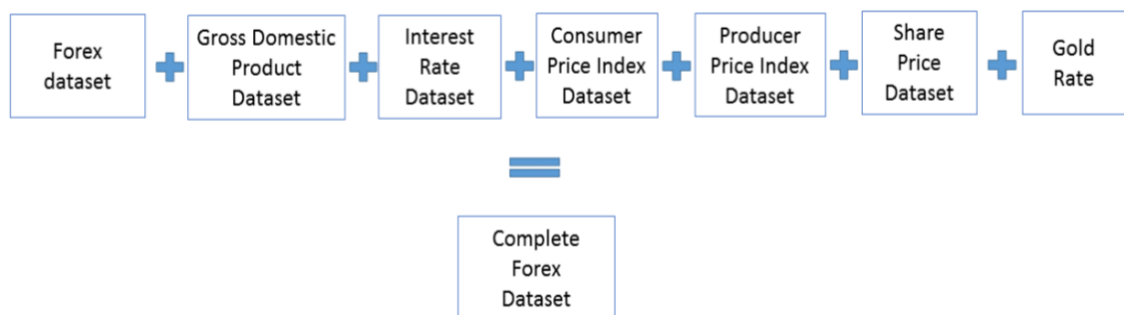 Forex
dataset
Gross Domestic
Product
Dataset
Interest
Rate
Dataset
Consumer
Price Index
Dataset
Producer
Price Index
Dataset
Share
Price
Dataset
Gold
Rate
Complete
Forex
Dataset